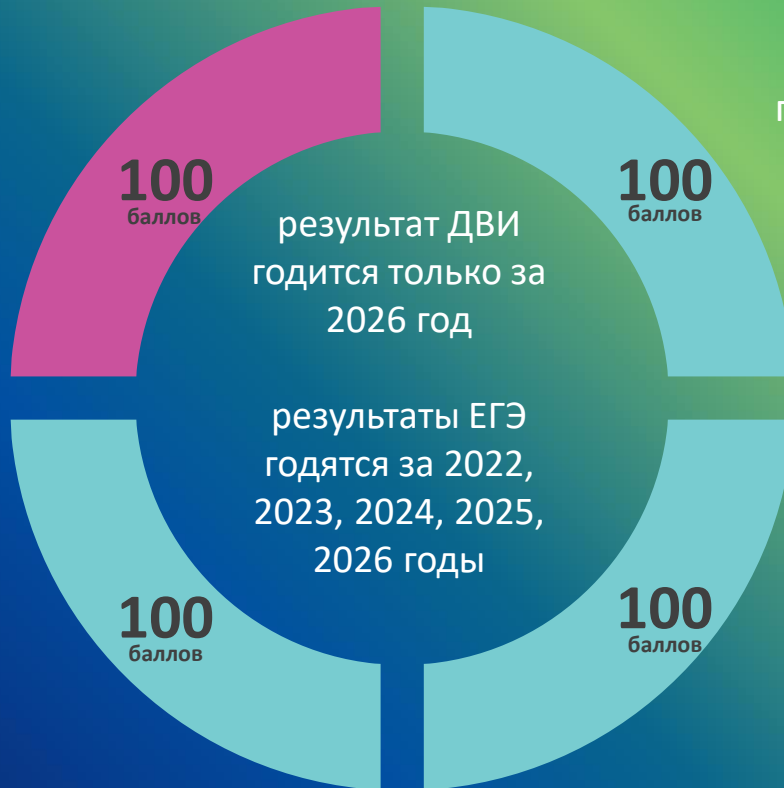 100
баллов
100
баллов
результат ДВИ
годится только за
2026 год
результаты ЕГЭ
годятся за 2022,
2023, 2024, 2025,
2026 годы
100
баллов
100
баллов